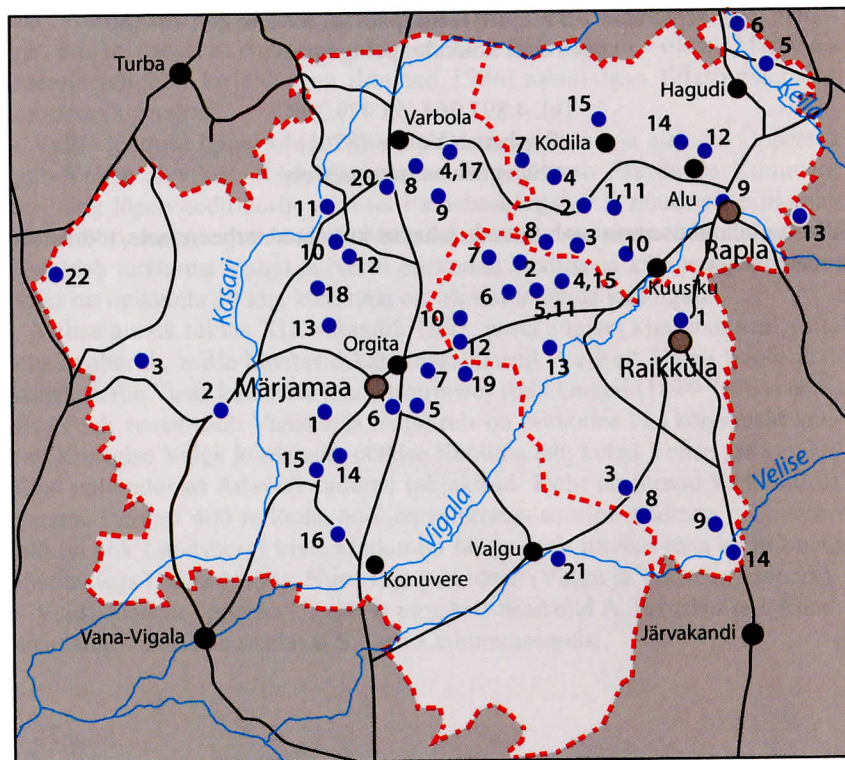 6
Turba
5
Hagudi
Keila
Varbola
15
Kodila
14
12
7
4,17
8
20
4
9
2
1,11
Alu
9
11
13
Rapla
10
8
3
10
12
7
2
Kuusiku
22
Kasari
4,15
18
6
5,11
10
1
13
12
Orgita
13
Raikküla
3
7
19
Märjamaa
2
6
5
15
14
3
Velise
8
Vigala
9
16
Valgu
21
14
Konuvere
Vana-Vigala
Järvakandi